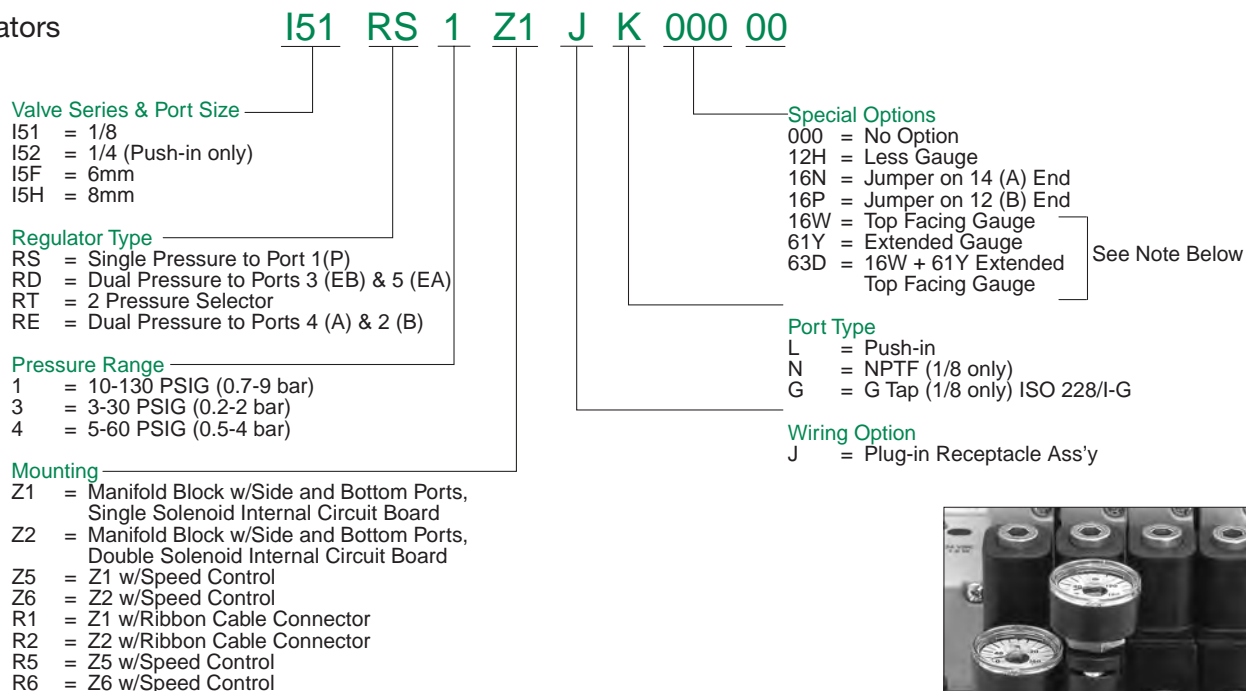 ators
I51 RS 1 Z1 J K 000 00
Valve Series & Port Size
I51 = 1/8
I52 = 1/4 (Push-in only)
I5F = 6mm
I5H = 8mm
Regulator Type
RS = Single Pressure to Port 1(P)
RD = Dual Pressure to Ports 3 (EB) & 5 (EA)
RT = 2 Pressure Selector
RE = Dual Pressure to Ports 4 (A) & 2 (B)
Pressure Range
1 = 10-130 PSIG (0.7-9 bar)
3 = 3-30 PSIG (0.2-2 bar)
4 = 5-60 PSIG (0.5-4 bar)
Mounting
Z1 = Manifold Block w/Side and Bottom Ports,
Single Solenoid Internal Circuit Board
Z2 = Manifold Block w/Side and Bottom Ports,
Double Solenoid Internal Circuit Board
Z5 = Z1 w/Speed Control
Z6 = Z2 w/Speed Control
R1 = Z1 w/Ribbon Cable Connector
R2 = Z2 w/Ribbon Cable Connector
R5 = Z5 w/Speed Control
R6 = Z6 w/Speed Control
Special Options
000 = No Option
12H = Less Gauge
16N = Jumper on 14 (A) End
16P = Jumper on 12 (B) End
16W = Top Facing Gauge
61Y = Extended Gauge
63D = 16W + 61Y Extended
Top Facing Gauge
See Note Below
Port Type
L = Push-in
N = NPTF (1/8 only)
G = G Tap (1/8 only) ISO 228/I-G
Wiring Option
J = Plug-in Receptacle Ass'y